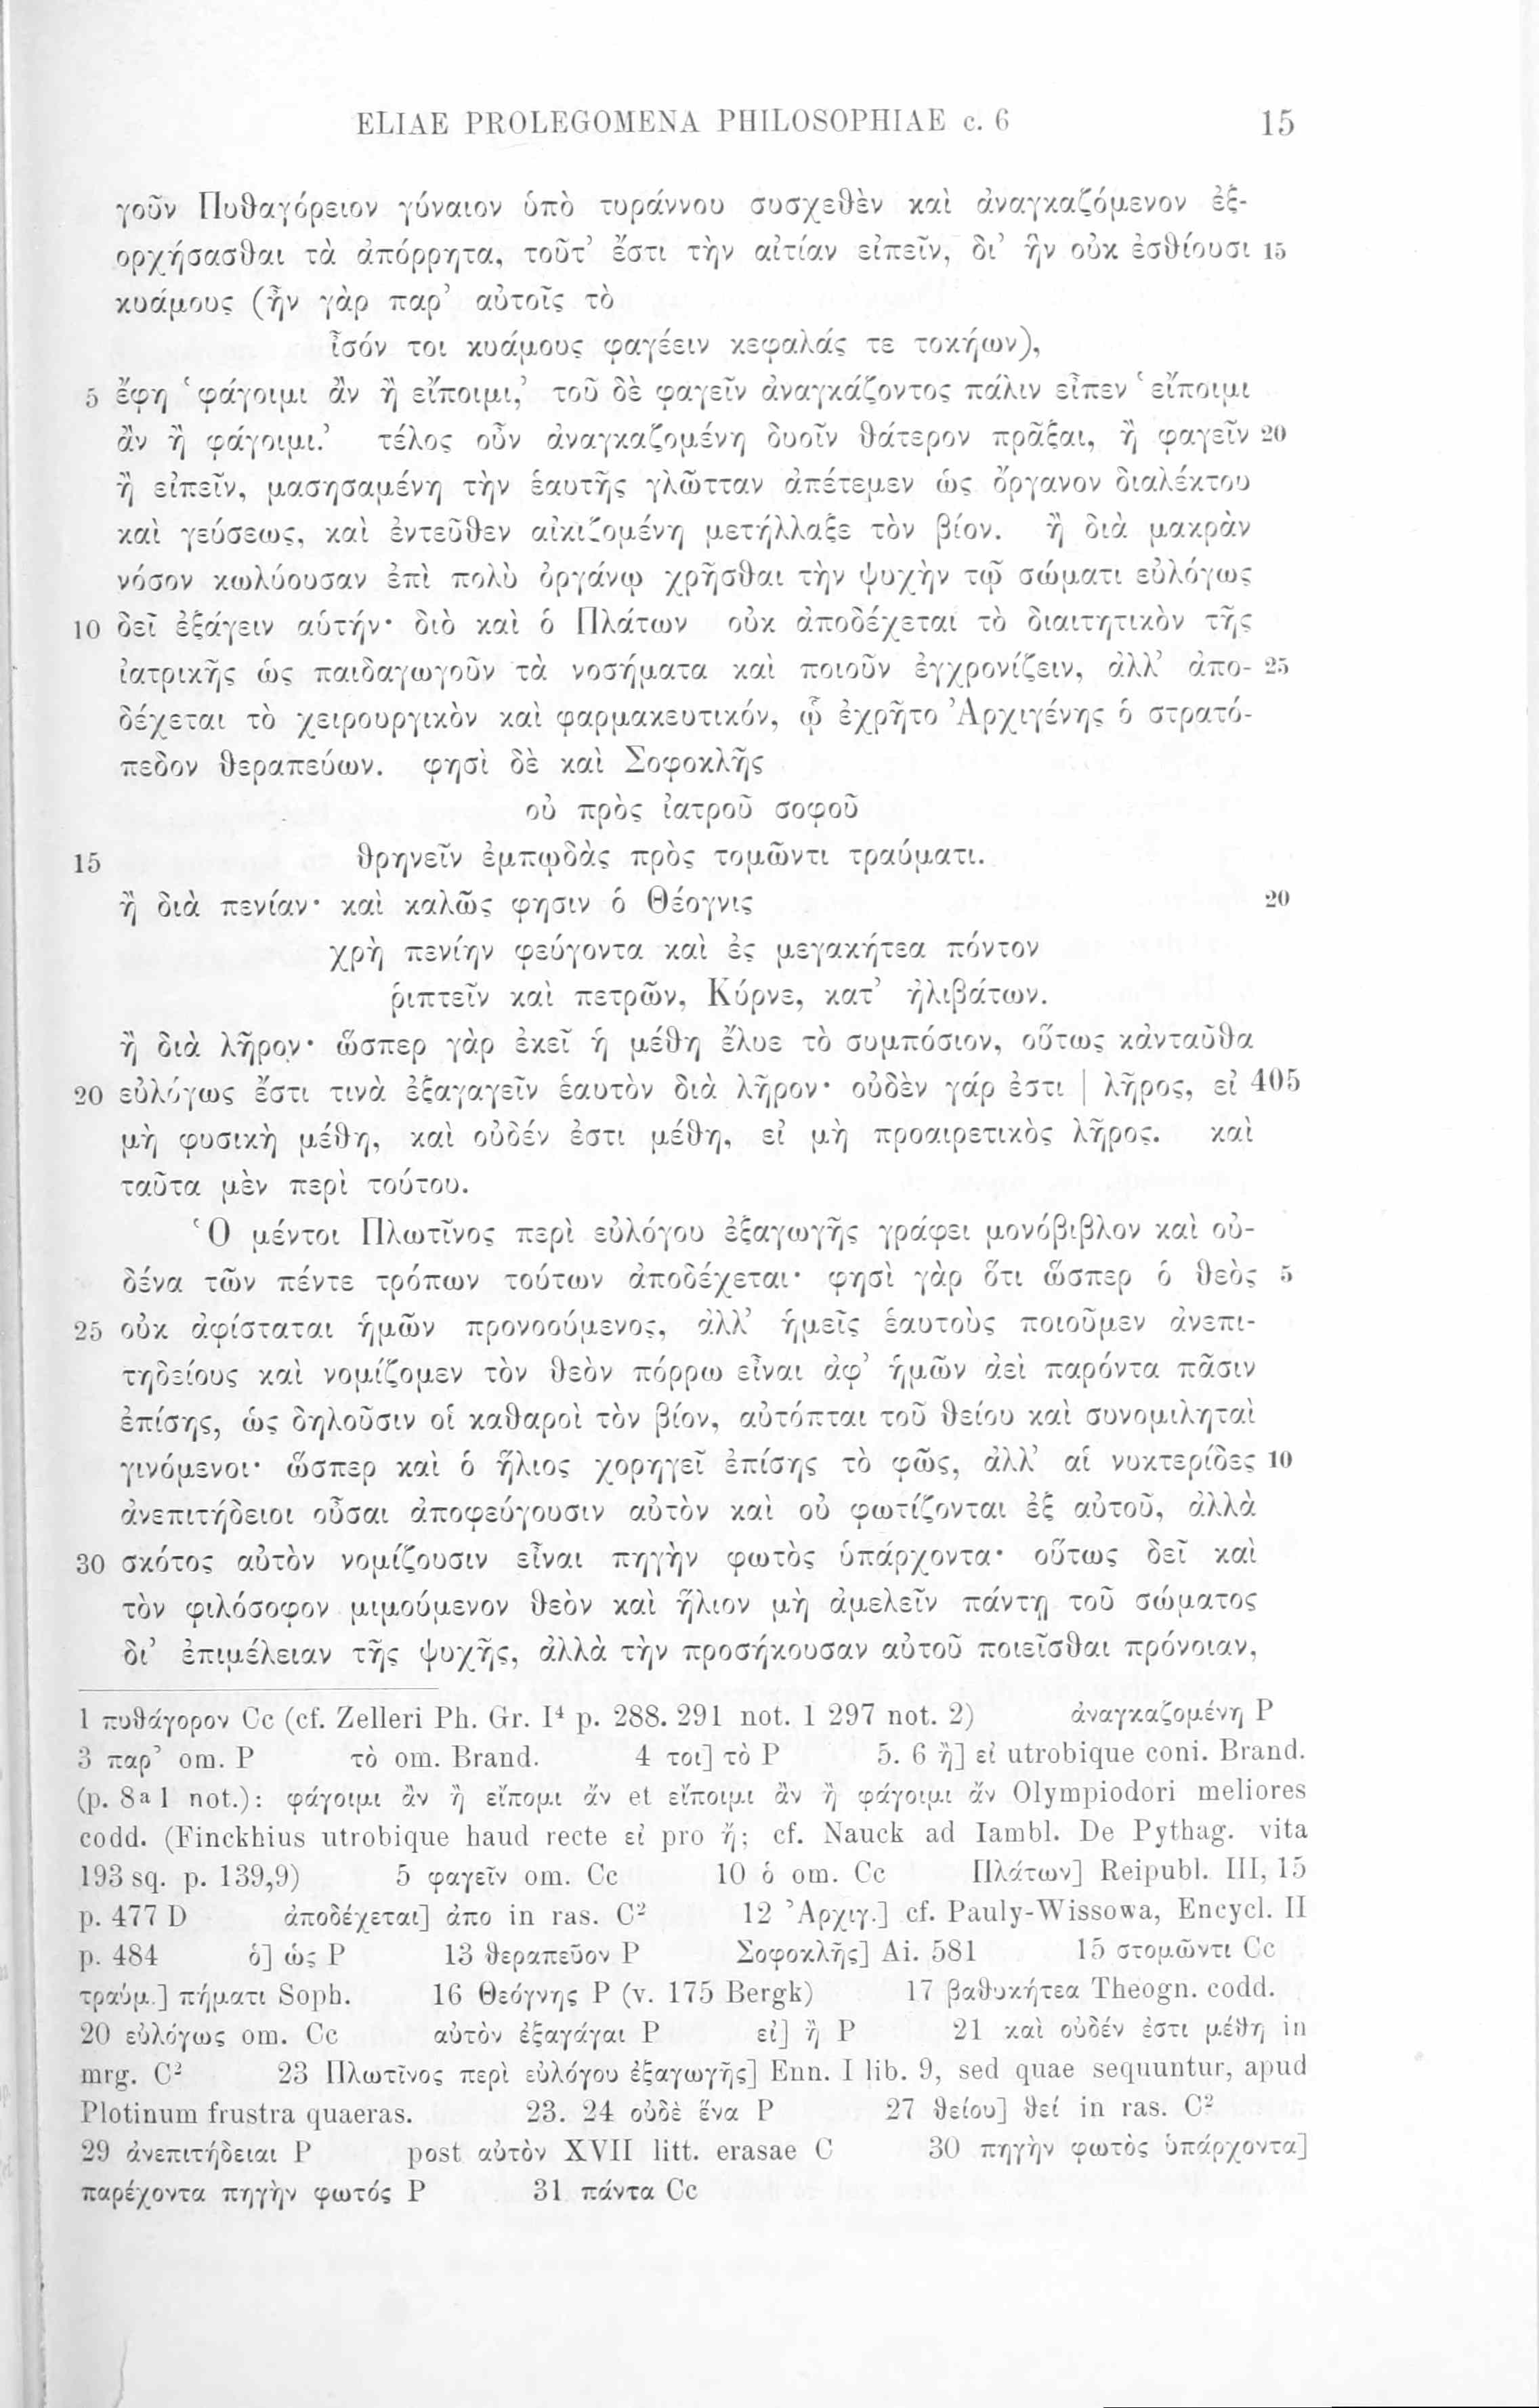 ELIAE PROLEGOMENA PHILOSOPHIAE c. 6 15
γοῦν Πυθαγόρειον γύναιον ὑπὸ τυράννου συσχεθὲν καὶ ἀναγκαζόμενον ἐξ-
ορχήσασθαι τὰ ἀπόρρητα, τοῦτ’ ἔστι τὴν αἰτίαν εἰπεῖν, δι’ ἣν οὐκ ἐσθίουσι 15
κυάμους (ἦν γὰρ παρ’ αὐτοῖς τὸ
ἶσόν τοι κυάμους φαγέειν κεφαλάς τε τοκήων),
5 ἔφη ‘φάγοιμι ἂν ἢ εἴποιμι,’ τοῦ δὲ φαγεῖν ἀναγκάζοντος πάλιν εἶπεν ‘εἴποιμι
ἂν ἢ φάγοιμι.’ τέλος οὖν ἀναγκαζομένη δυοῖν θάτερον πρᾶξαι, ἢ φαγεῖν 20
ἢ εἰπεῖν, μασησαμένη τὴν ἑαυτῆς γλῶτταν ἀπέτεμεν ὡς ὄργανον διαλέκτου
καὶ γεύσεως, καὶ ἐντεῦθεν αἰκιζομένη μετήλλαξε τὸν βίον. ἢ διὰ μακρὰν
νόσον κωλύουσαν ἐπὶ πολὺ ὀργάνῳ χρῆσθαι τὴν ψυχὴν τῷ σώματι εὐλόγως
10 δεῖ ἐξάγειν αὑτήν· διὸ καὶ ὁ Πλάτων οὐκ ἀποδέχεται τὸ διαιτητικὸν τῆς
ἰατρικῆς ὡς παιδαγωγοῦν τὰ νοσήματα καὶ ποιοῦν ἐγχρονίζειν, ἀλλ’ ἀπο- 25
δέχεται τὸ χειρουργικὸν καὶ φαρμακευτικόν, ᾧ ἐχρῆτο Ἀρχιγένης ὁ στρατό-
πεδον θεραπεύων. φησὶ δὲ καὶ Σοφοκλῆς
οὐ πρὸς ἰατροῦ σοφοῦ
15 θρηνεῖν ἐμπῳδὰς πρὸς τομῶντι τραύματι.
ἢ διὰ πενίαν· καὶ καλῶς φησιν ὁ Θέογνις 20
χρὴ πενίην φεύγοντα καὶ ἐς μεγακήτεα πόντον
ῥιπτεῖν καὶ πετρῶν, Κύρνε, κατ’ ἠλιβάτων.
ἢ διὰ λῆρον· ὥσπερ γὰρ ἐκεῖ ἡ μέθη ἔλυε τὸ συμπόσιον, οὕτως κἀνταῦθα
20 εὐλόγως ἔστι τινὰ ἐξαγαγεῖν ἑαυτὸν διὰ λῆρον· οὐδὲν γάρ ἐστι | λῆρος, εἰ 405
μὴ φυσικὴ μέθη, καὶ οὐδέν ἐστι μέθη, εἰ μὴ προαιρετικὸς λῆρος. καὶ
ταῦτα μὲν περὶ τούτου.
Ὁ μέντοι Πλωτῖνος περὶ εὐλόγου ἐξαγωγῆς γράφει μονόβιβλον καὶ οὐ-
δένα τῶν πέντε τρόπων τούτων ἀποδέχεται· φησὶ γὰρ ὅτι ὥσπερ ὁ θεὸς 5
25 οὐκ ἀφίσταται ἡμῶν προνοούμενος, ἀλλ’ ἡμεῖς ἑαυτοὺς ποιοῦμεν ἀνεπι-
τηδείους καὶ νομίζομεν τὸν θεὸν πόρρω εἶναι ἀφ’ ἡμῶν ἀεὶ παρόντα πᾶσιν
ἐπίσης, ὡς δηλοῦσιν οἱ καθαροὶ τὸν βίον, αὐτόπται τοῦ θείου καὶ συνομιληταὶ
γινόμενοι· ὥσπερ καὶ ὁ ἥλιος χορηγεῖ ἐπίσης τὸ φῶς, ἀλλ’ αἱ νυκτερίδες 10
ἀνεπιτήδειοι οὖσαι ἀποφεύγουσιν αὐτὸν καὶ οὐ φωτίζονται ἐξ αὐτοῦ, ἀλλὰ
30 σκότος αὐτὸν νομίζουσιν εἶναι πηγὴν φωτὸς ὑπάρχοντα· οὕτως δεῖ καὶ
τὸν φιλόσοφον μιμούμενον θεὸν καὶ ἥλιον μὴ ἀμελεῖν πάντῃ τοῦ σώματος
δι’ ἐπιμέλειαν τῆς ψυχῆς, ἀλλὰ τὴν προσήκουσαν αὐτοῦ ποιεῖσθαι πρόνοιαν,
1 πυθάγορον Cc (cf. Zelleri Ph. Gr. I⁴ p. 288. 291 not. 1 297 not. 2) ἀναγκαζομένη P
3 παρ’ om. P τὸ om. Brand. 4 τοι] τὸ P 5. 6 ἢ] εἰ utrobique coni. Brand.
(p. 8ᵃ1 not.): φάγοιμι ἂν ἢ εἴπομι ἄν et εἴποιμι ἂν ἢ φάγοιμι ἄν Olympiodori meliores
codd. (Finckhius utrobique haud recte εἰ pro ἤ; cf. Nauck ad Iambl. De Pythag. vita
193 sq. p. 139,9) 5 φαγεῖν om. Cc 10 ὁ om. Cc Πλάτων] Reipubl. III, 15
p. 477 D ἀποδέχεται] ἀπο in ras. C² 12 Ἀρχιγ.] cf. Pauly-Wissowa, Encycl. II
p. 484 ὁ] ὡς P 13 θεραπεῦον P Σοφοκλῆς] Ai. 581 15 στομῶντι Cc
τραύμ.] πήματι Soph. 16 Θεόγνης P (v. 175 Bergk) 17 βαθυκήτεα Theogn. codd.
20 εὐλόγως om. Cc αὐτὸν ἐξαγάγαι P εἰ] ἢ P 21 καὶ οὐδέν ἐστι μέθη in
mrg. C² 23 Πλωτῖνος περὶ εὐλόγου ἐξαγωγῆς] Enn. I lib. 9, sed quae sequuntur, apud
Plotinum frustra quaeras. 23. 24 οὐδὲ ἕνα P 27 θείου] θεί in ras. C²
29 ἀνεπιτήδειαι P post αὐτὸν XVII litt. erasae C 30 πηγὴν φωτὸς ὑπάρχοντα]
παρέχοντα πηγὴν φωτός P 31 πάντα Cc